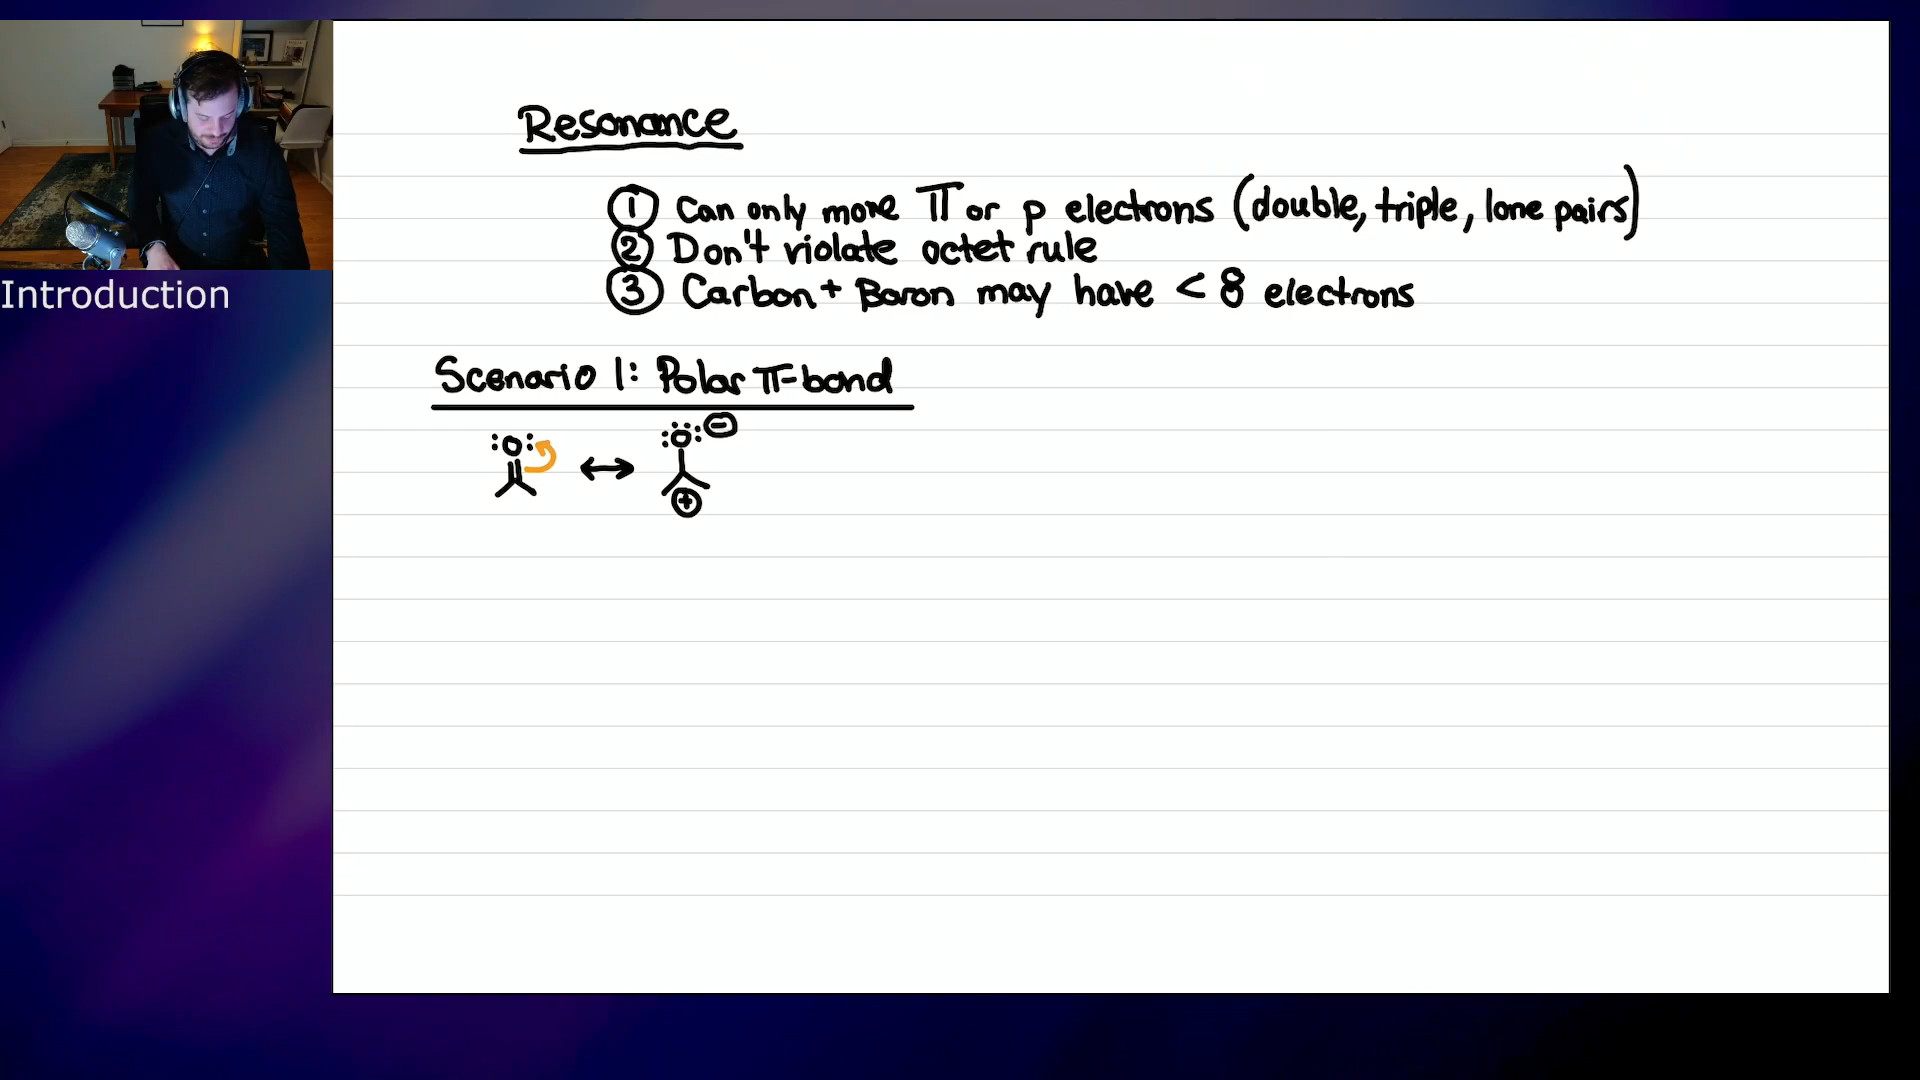 Resonance
① Can only move π or p electrons (double, triple, lone pairs)
② Don't violate octet rule
③ Carbon + Boron may have < 8 electrons
Introduction
Scenario 1: Polar π-bond
:O: ↔ :Ö: ⊖
⊕